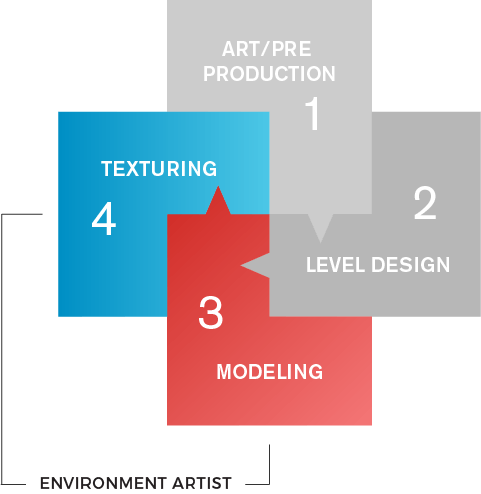 ART/PRE
PRODUCTION
1
2
LEVEL DESIGN
3
MODELING
TEXTURING
4
ENVIRONMENT ARTIST